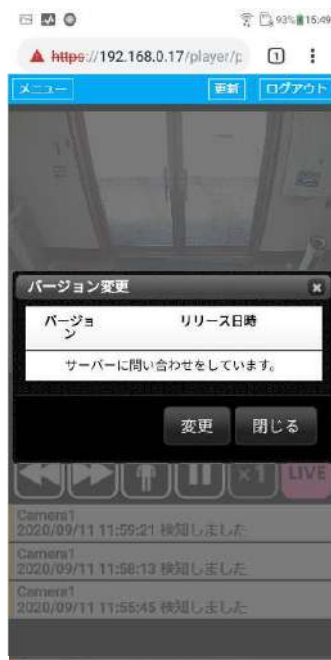 93% 15:49
https://192.168.0.17/player/p
1
メニュー
更新
ログアウト
バージョン変更
バージョ
ン
リリース日時
サーバーに問い合わせをしています。
変更
閉じる
×1
LIVE
Camera1
2020/09/11 11:59:21 検知しました
Camera1
2020/09/11 11:58:13 検知しました
Camera1
2020/09/11 11:55:45 検知しました